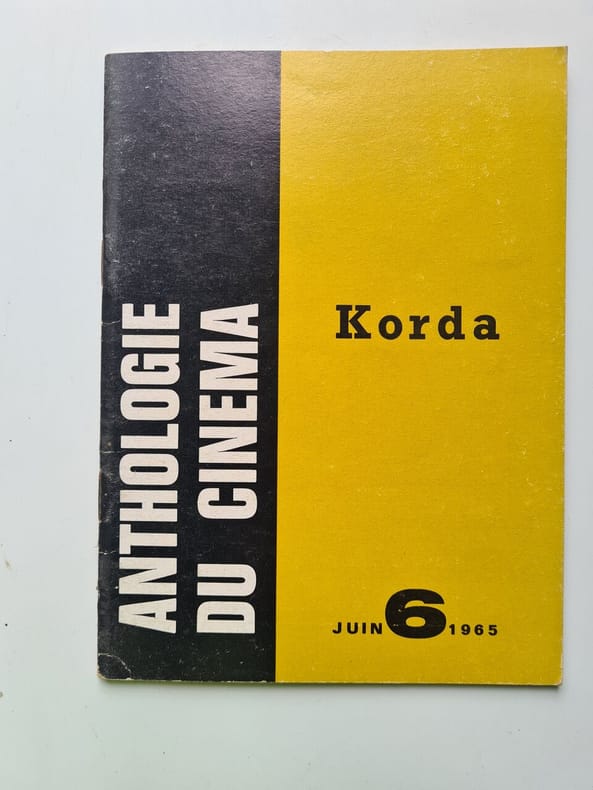 ANTHOLOGIE
DU CINEMA
Korda
JUIN 6 1965